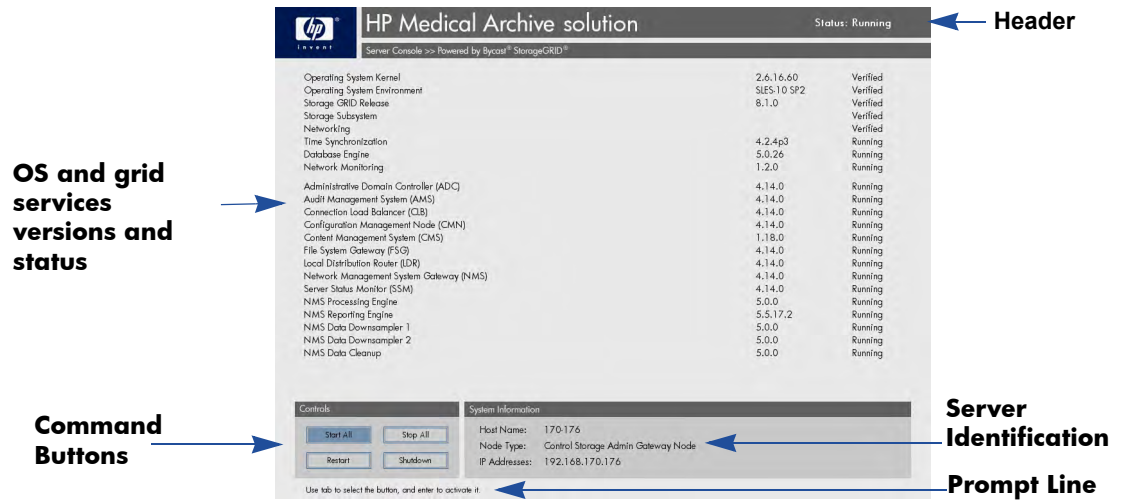 hp
invent
HP Medical Archive solution
Status: Running
Header
Server Console >> Powered by Bycast® StorageGRID®
Operating System Kernel 2.6.16.60 Verified
Operating System Environment SLES-10 SP2 Verified
Storage GRID Release 8.1.0 Verified
Storage Subsystem Verified
Networking Verified
Time Synchronization 4.2.4p3 Running
Database Engine 5.0.26 Running
Network Monitoring 1.2.0 Running
OS and grid
services
versions and
status
Administrative Domain Controller (ADC) 4.14.0 Running
Audit Management System (AMS) 4.14.0 Running
Connection Load Balancer (CLB) 4.14.0 Running
Configuration Management Node (CMN) 4.14.0 Running
Content Management System (CMS) 1.18.0 Running
File System Gateway (FSG) 4.14.0 Running
Local Distribution Router (LDR) 4.14.0 Running
Network Management System Gateway (NMS) 4.14.0 Running
Server Status Monitor (SSM) 4.14.0 Running
NMS Processing Engine 5.0.0 Running
NMS Reporting Engine 5.5.17.2 Running
NMS Data Downsampler 1 5.0.0 Running
NMS Data Downsampler 2 5.0.0 Running
NMS Data Cleanup 5.0.0 Running
Command
Buttons
Controls
Start All Stop All
Restart Shutdown
System Information
Host Name: 170-176
Node Type: Control Storage Admin Gateway Node
IP Addresses: 192.168.170.176
Server
Identification
Use tab to select the button, and enter to activate it.
Prompt Line